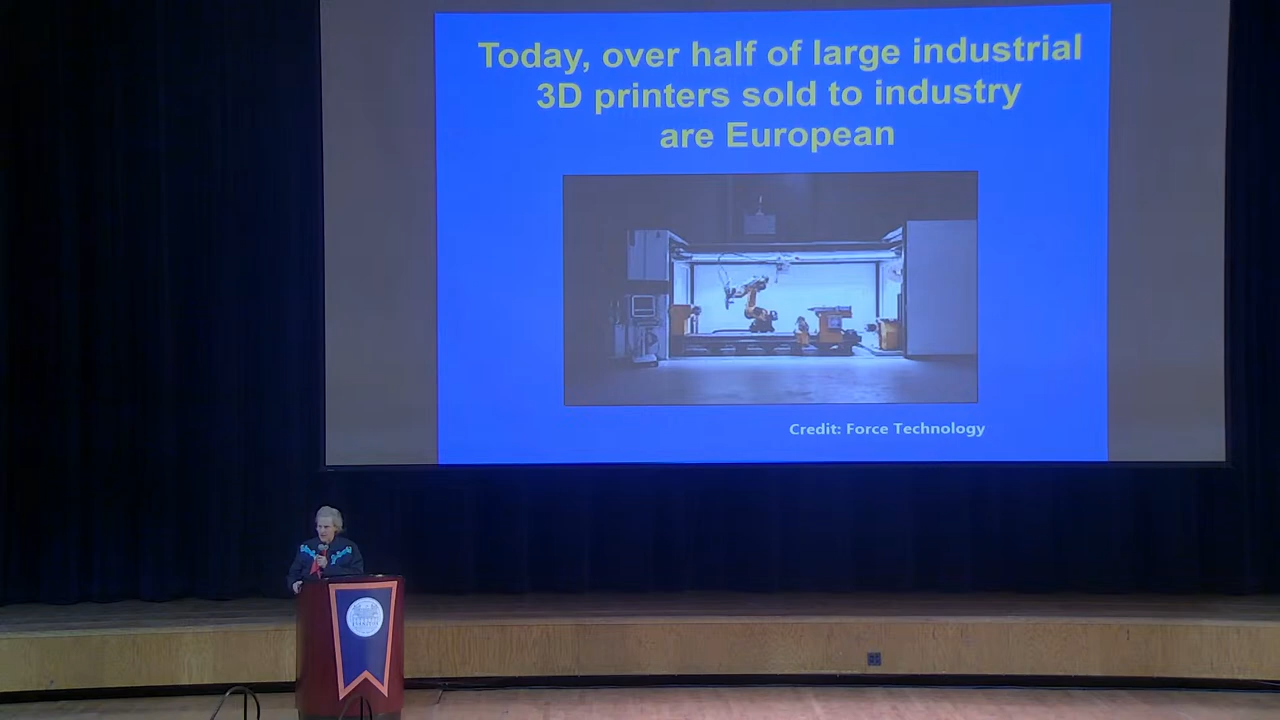 Today, over half of large industrial
3D printers sold to industry
are European
Credit: Force Technology